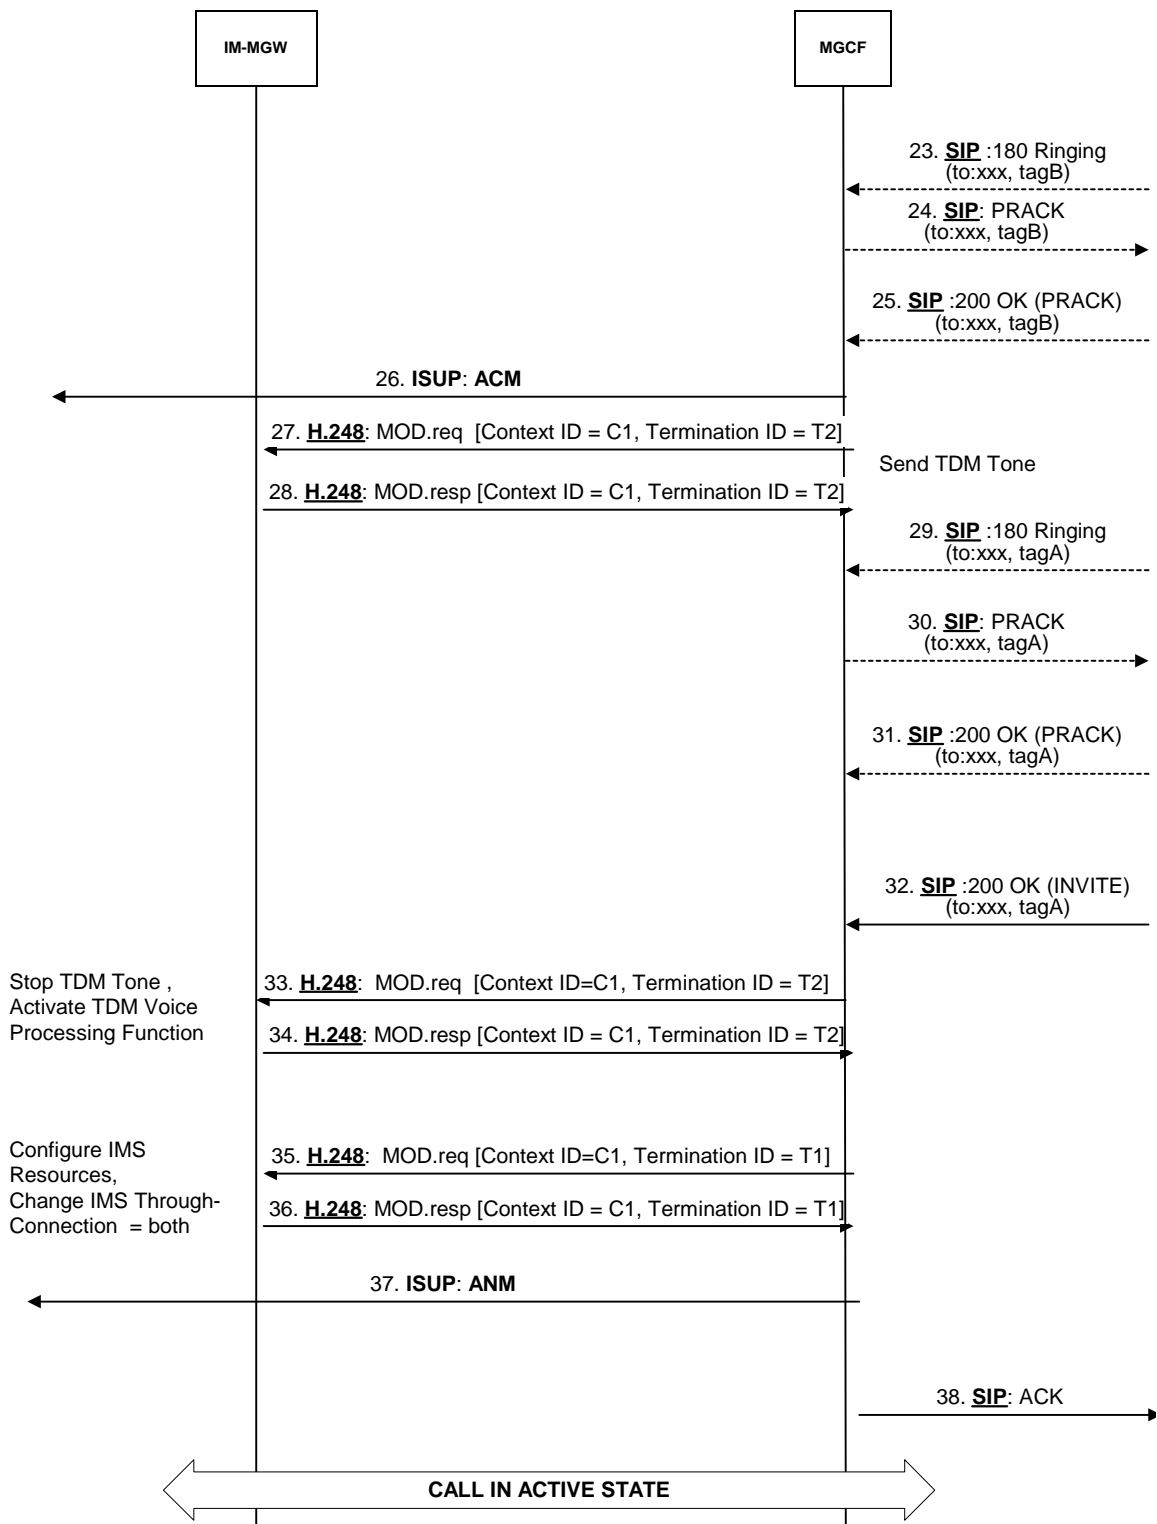 IM-MGW
MGCF
23. SIP :180 Ringing
(to:xxx, tagB)
24. SIP: PRACK
(to:xxx, tagB)
25. SIP :200 OK (PRACK)
(to:xxx, tagB)
26. ISUP: ACM
27. H.248: MOD.req [Context ID = C1, Termination ID = T2]
Send TDM Tone
28. H.248: MOD.resp [Context ID = C1, Termination ID = T2]
29. SIP :180 Ringing
(to:xxx, tagA)
30. SIP: PRACK
(to:xxx, tagA)
31. SIP :200 OK (PRACK)
(to:xxx, tagA)
32. SIP :200 OK (INVITE)
(to:xxx, tagA)
Stop TDM Tone ,
Activate TDM Voice
Processing Function
33. H.248: MOD.req [Context ID=C1, Termination ID = T2]
34. H.248: MOD.resp [Context ID = C1, Termination ID = T2]
Configure IMS
Resources,
Change IMS Through-
Connection = both
35. H.248: MOD.req [Context ID=C1, Termination ID = T1]
36. H.248: MOD.resp [Context ID = C1, Termination ID = T1]
37. ISUP: ANM
38. SIP: ACK
CALL IN ACTIVE STATE